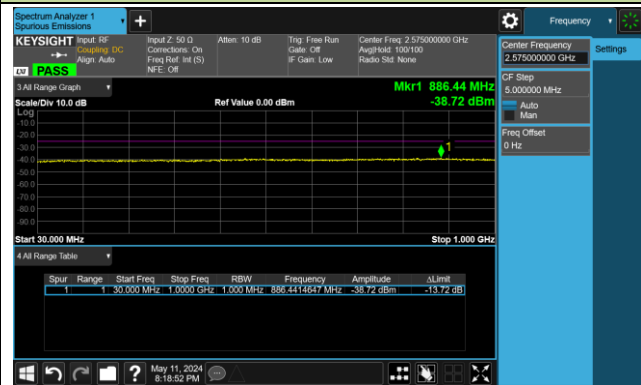 Spectrum Analyzer 1
Spurious Emissions
Frequency
KEYSIGHT Input: RF
Coupling: DC
Align: Auto
Input Z: 50 Ω
Corrections: On
Freq Ref: Int (S)
NFE: Off
Atten: 10 dB
Trig: Free Run
Gate: Off
IF Gain: Low
Center Freq: 2.575000000 GHz
Avg|Hold: 100/100
Radio Std: None
LXI PASS
3 All Range Graph
Mkr1 886.44 MHz
Scale/Div 10.0 dB
Ref Value 0.00 dBm
-38.72 dBm
Log
-10.0
-20.0
-30.0
-40.0
-50.0
-60.0
-70.0
-80.0
-90.0
1
Start 30.000 MHz
Stop 1.000 GHz
4 All Range Table
Spur Range Start Freq Stop Freq RBW Frequency Amplitude ΔLimit
1 1 30.000 MHz 1.0000 GHz 1.000 MHz 886.4414647 MHz -38.72 dBm -13.72 dB
Center Frequency
2.575000000 GHz
Settings
CF Step
5.000000 MHz
Auto
Man
Freq Offset
0 Hz
?
May 11, 2024
8:18:52 PM